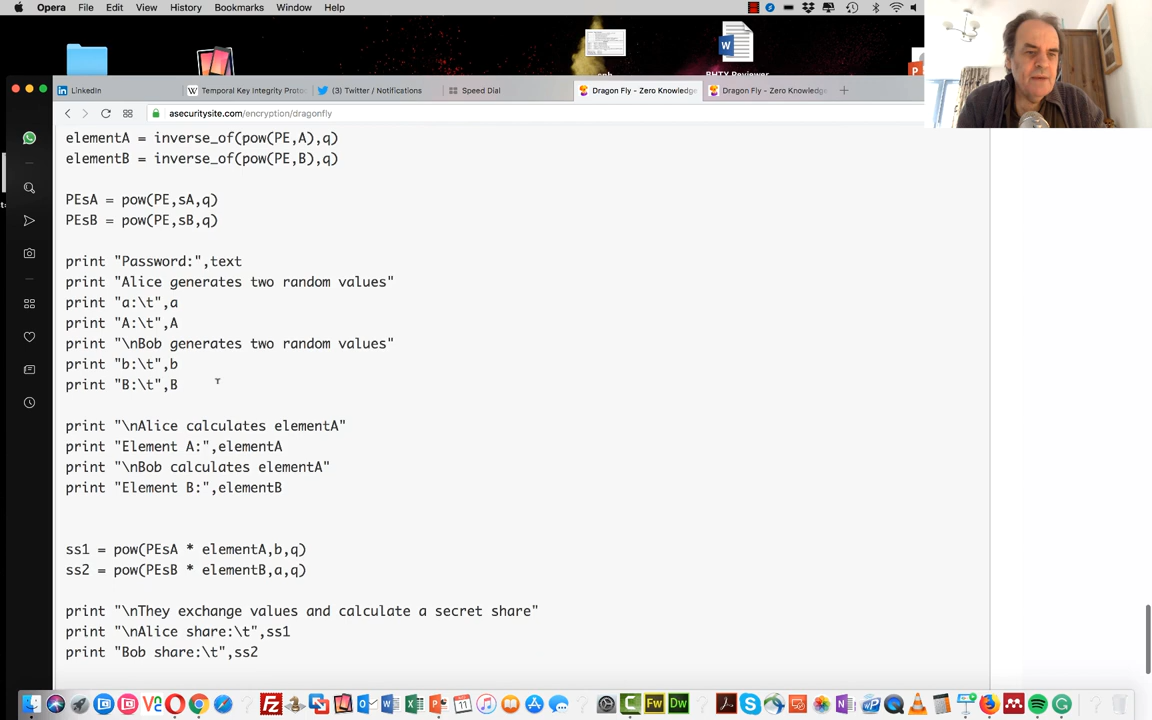 Opera File Edit View History Bookmarks Window Help
W
LinkedIn
W Temporal Key Integrity Proto
(3) Twitter / Notifications
Speed Dial
Dragon Fly - Zero Knowledge
Dragon Fly - Zero Knowledge
asecuritysite.com/encryption/dragonfly
elementA = inverse_of(pow(PE,A),q)
elementB = inverse_of(pow(PE,B),q)
PEsA = pow(PE,sA,q)
PEsB = pow(PE,sB,q)
print "Password:",text
print "Alice generates two random values"
print "a:\t",a
print "A:\t",A
print "\nBob generates two random values"
print "b:\t",b
print "B:\t",B
print "\nAlice calculates elementA"
print "Element A:",elementA
print "\nBob calculates elementA"
print "Element B:",elementB
ss1 = pow(PEsA * elementA,b,q)
ss2 = pow(PEsB * elementB,a,q)
print "\nThey exchange values and calculate a secret share"
print "\nAlice share:\t",ss1
print "Bob share:\t",ss2